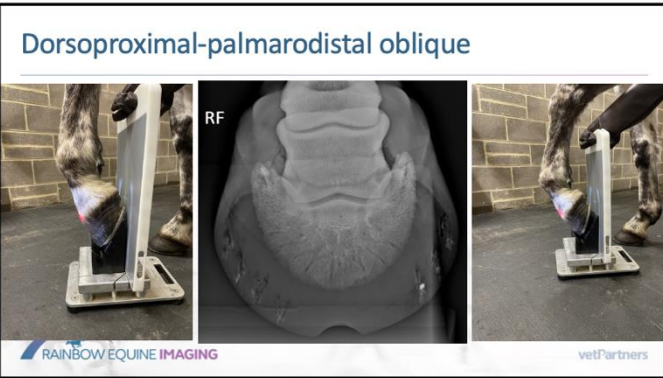 Dorsoproximal-palmarodistal oblique
RF
RAINBOW EQUINE IMAGING
vetPartners